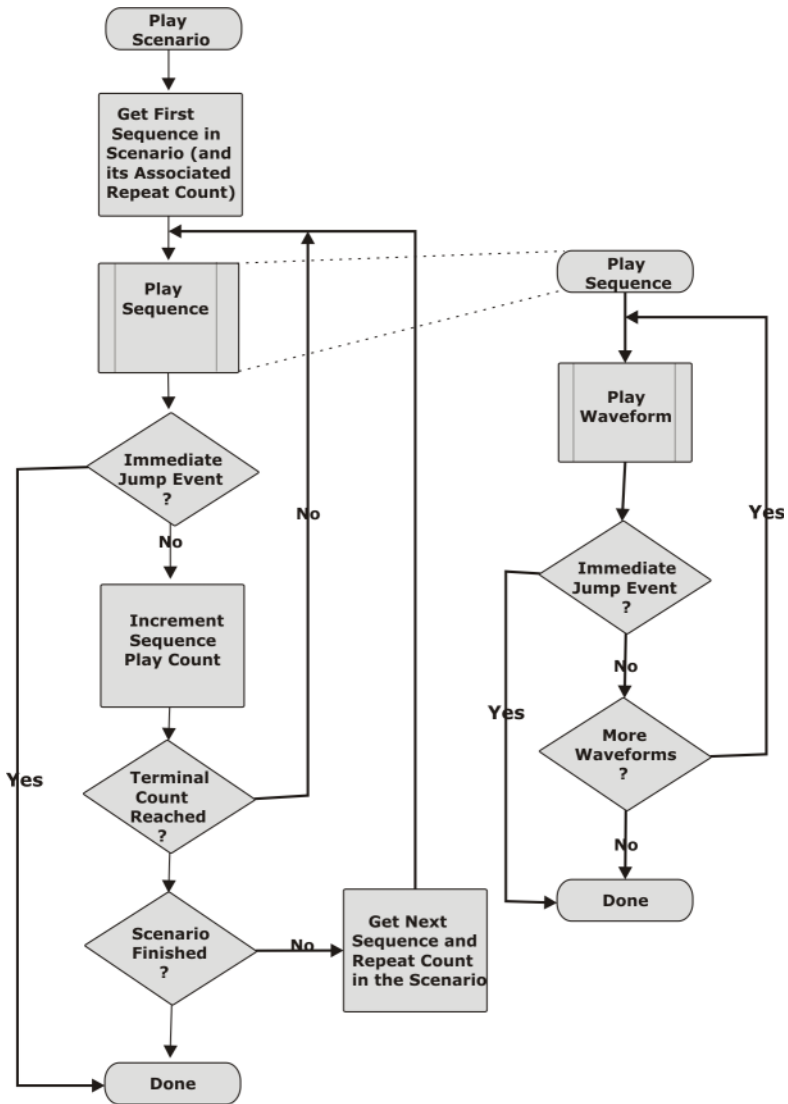 Play
Scenario
Get First
Sequence in
Scenario (and
its Associated
Repeat Count)
Play
Sequence
Immediate
Jump Event
?
No
No
Increment
Sequence
Play Count
Yes
Terminal
Count
Reached
?
Scenario
Finished
?
No
Get Next
Sequence and
Repeat Count
in the Scenario
Done
Play
Sequence
Play
Waveform
Yes
Immediate
Jump Event
?
No
Yes
More
Waveforms
?
No
Done